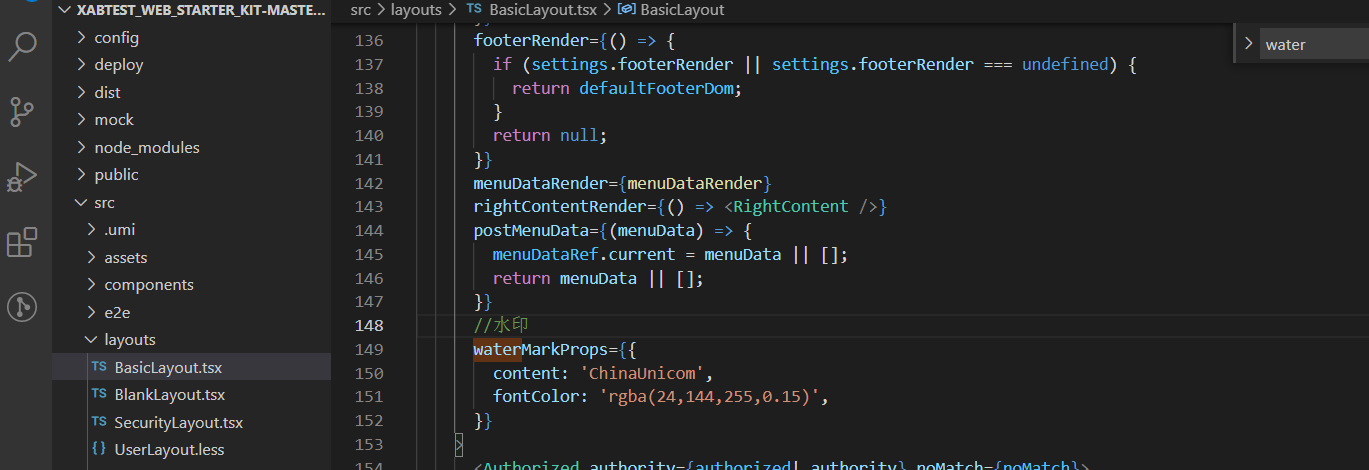 XABTEST_WEB_STARTER_KIT-MASTE...
config
deploy
dist
mock
node_modules
public
src
.umi
assets
components
e2e
layouts
TS BasicLayout.tsx
TS BlankLayout.tsx
TS SecurityLayout.tsx
{} UserLayout.less
src > layouts > TS BasicLayout.tsx > BasicLayout
water
136 footerRender={() => {
137 if (settings.footerRender || settings.footerRender === undefined) {
138 return defaultFooterDom;
139 }
140 return null;
141 }}
142 menuDataRender={menuDataRender}
143 rightContentRender={() => <RightContent />}
144 postMenuData={(menuData) => {
145 menuDataRef.current = menuData || [];
146 return menuData || [];
147 }}
148 //水印
149 waterMarkProps={{
150 content: 'ChinaUnicom',
151 fontColor: 'rgba(24,144,255,0.15)',
152 }}
153 >
154 <Authorized authority={authorized!.authority} noMatch={noMatch}>